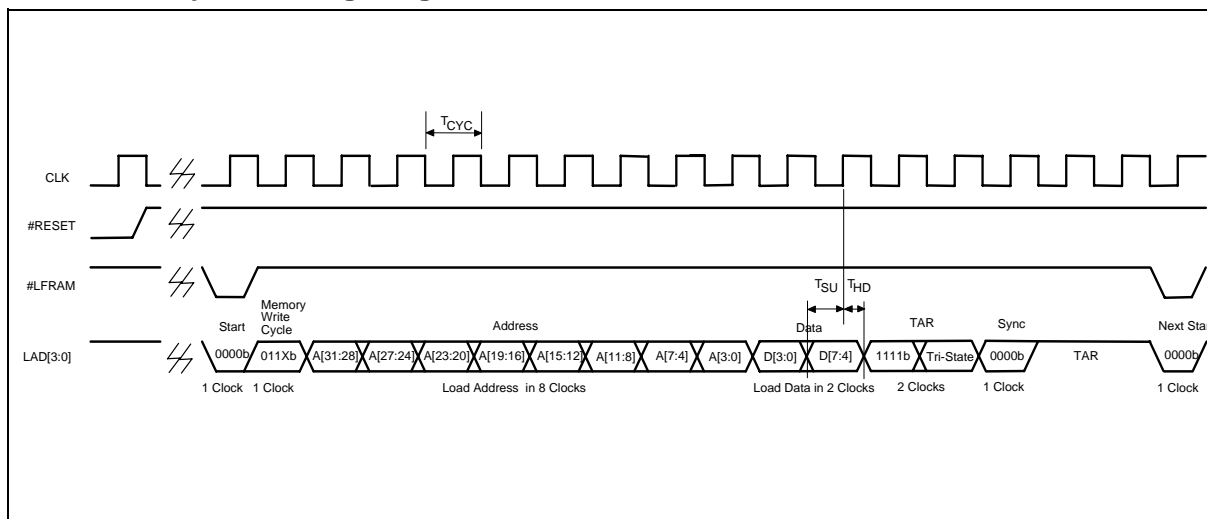 TCYC
CLK
#RESET
#LFRAM
TSU THD
Start Memory Write Cycle Address Data TAR Sync Next Star
LAD[3:0] 0000b 011Xb A[31:28] A[27:24] A[23:20] A[19:16] A[15:12] A[11:8] A[7:4] A[3:0] D[3:0] D[7:4] 1111b Tri-State 0000b TAR 0000b
1 Clock 1 Clock Load Address in 8 Clocks Load Data in 2 Clocks 2 Clocks 1 Clock 1 Clock